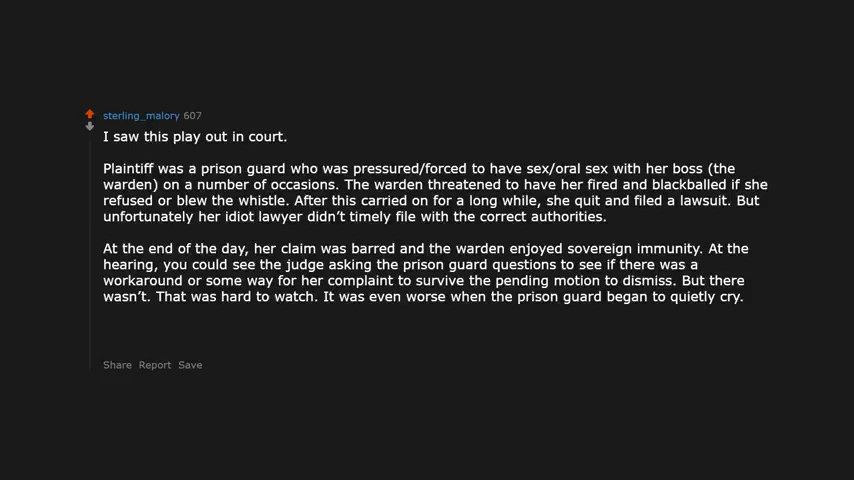 sterling_malory 607
I saw this play out in court.
Plaintiff was a prison guard who was pressured/forced to have sex/oral sex with her boss (the
warden) on a number of occasions. The warden threatened to have her fired and blackballed if she
refused or blew the whistle. After this carried on for a long while, she quit and filed a lawsuit. But
unfortunately her idiot lawyer didn't timely file with the correct authorities.
At the end of the day, her claim was barred and the warden enjoyed sovereign immunity. At the
hearing, you could see the judge asking the prison guard questions to see if there was a
workaround or some way for her complaint to survive the pending motion to dismiss. But there
wasn't. That was hard to watch. It was even worse when the prison guard began to quietly cry.
Share Report Save